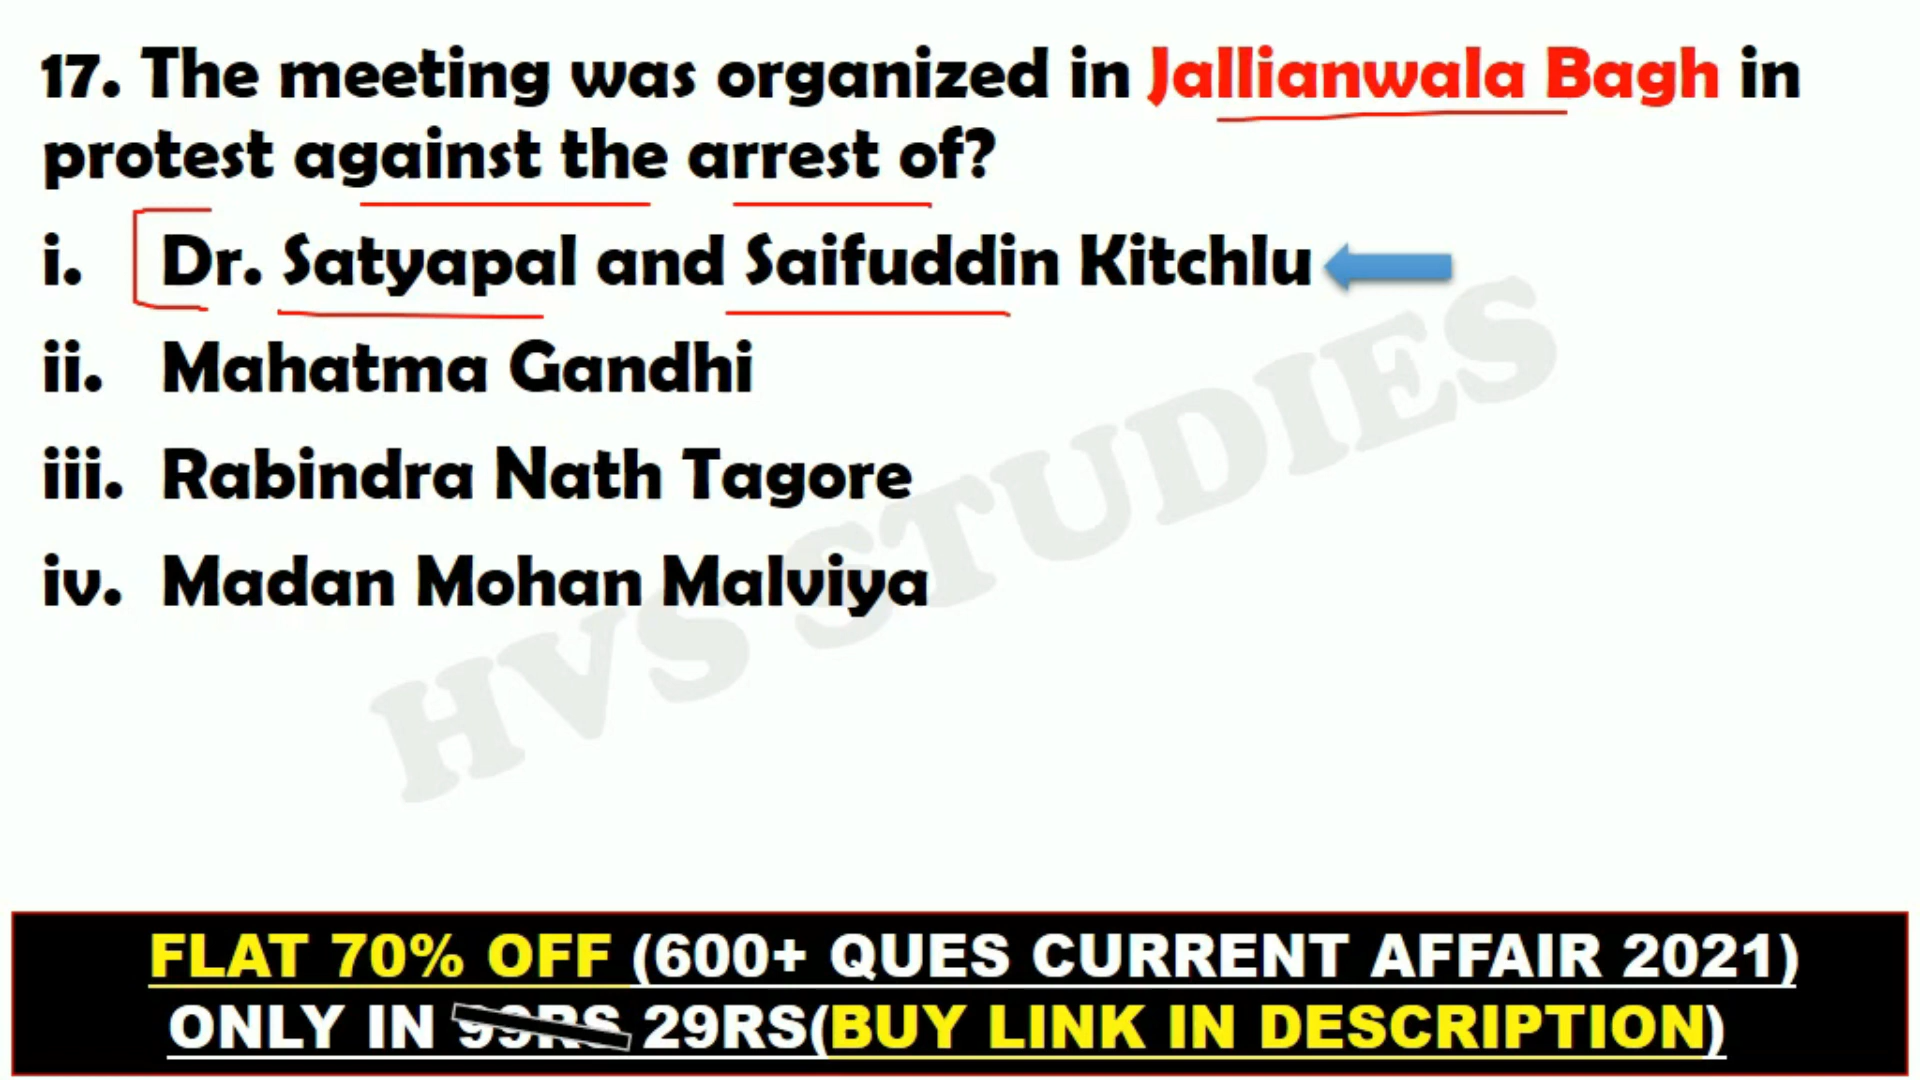 17. The meeting was organized in Jallianwala Bagh in
protest against the arrest of?
i. Dr. Satyapal and Saifuddin Kitchlu
ii. Mahatma Gandhi
iii. Rabindra Nath Tagore
iv. Madan Mohan Malviya
HVS STUDIES
FLAT 70% OFF (600+ QUES CURRENT AFFAIR 2021)
ONLY IN 99RS 29RS(BUY LINK IN DESCRIPTION)